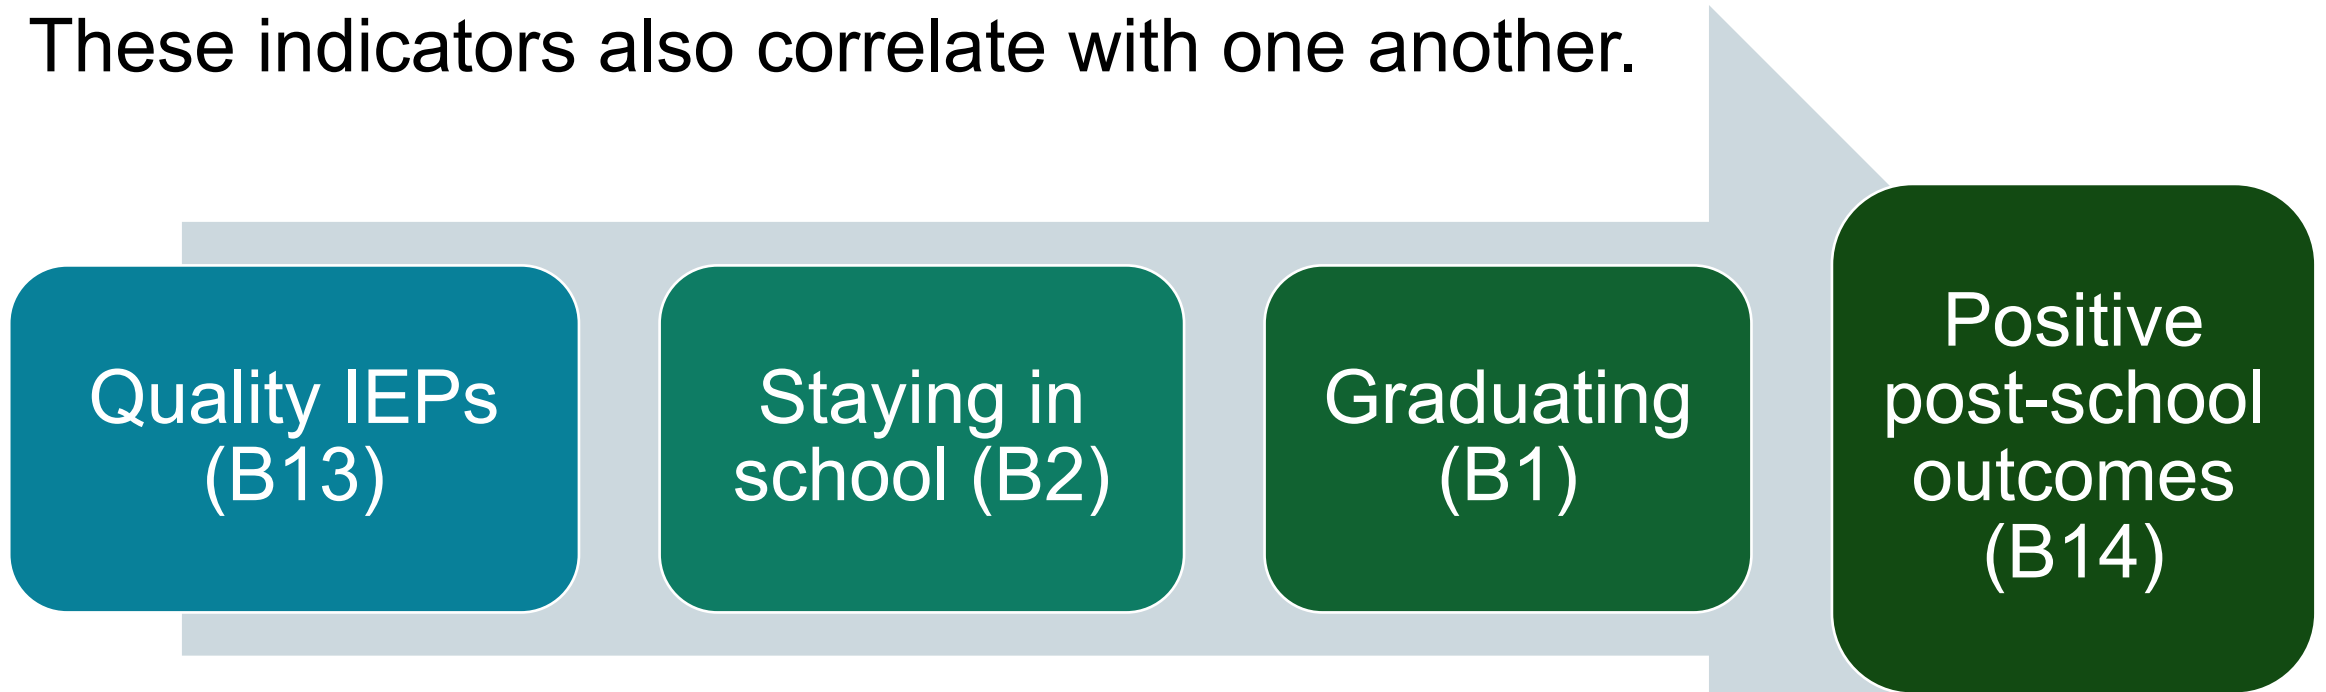 These indicators also correlate with one another.
Quality IEPs
(B13)
Staying in
school (B2)
Graduating
(B1)
Positive
post-school
outcomes
(B14)